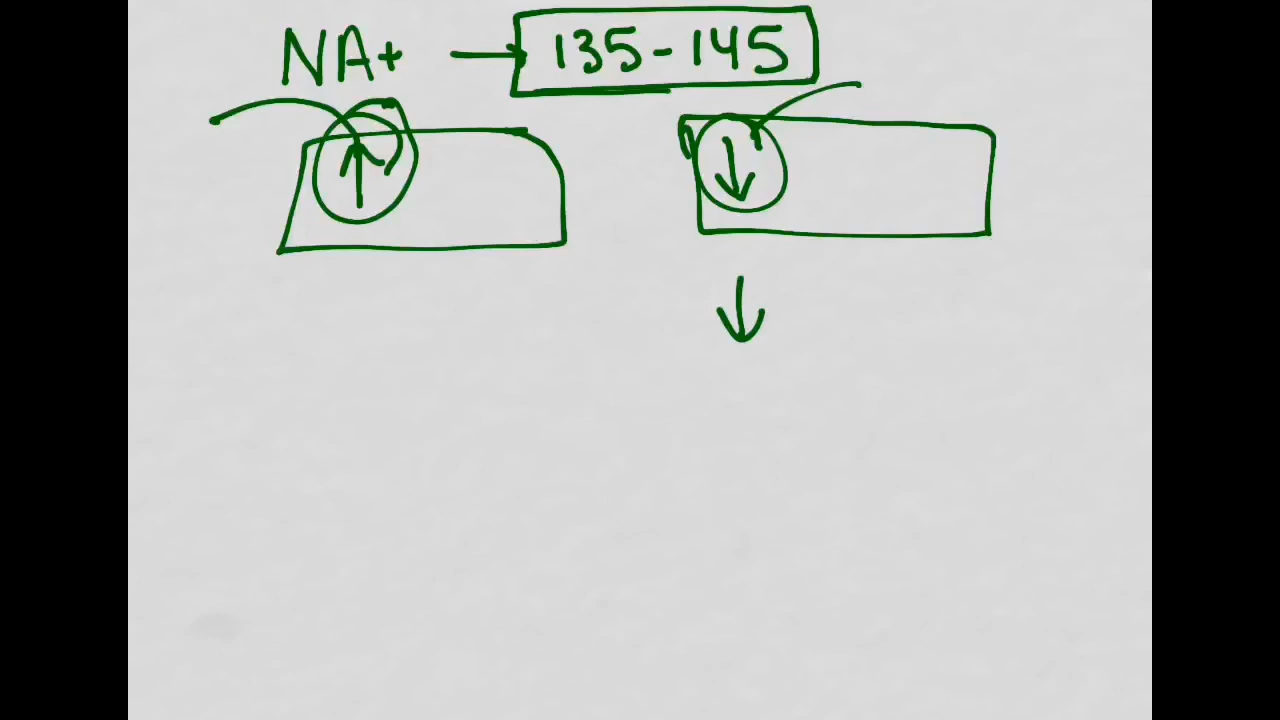 NA+ → 135-145
↑ ↓
↓